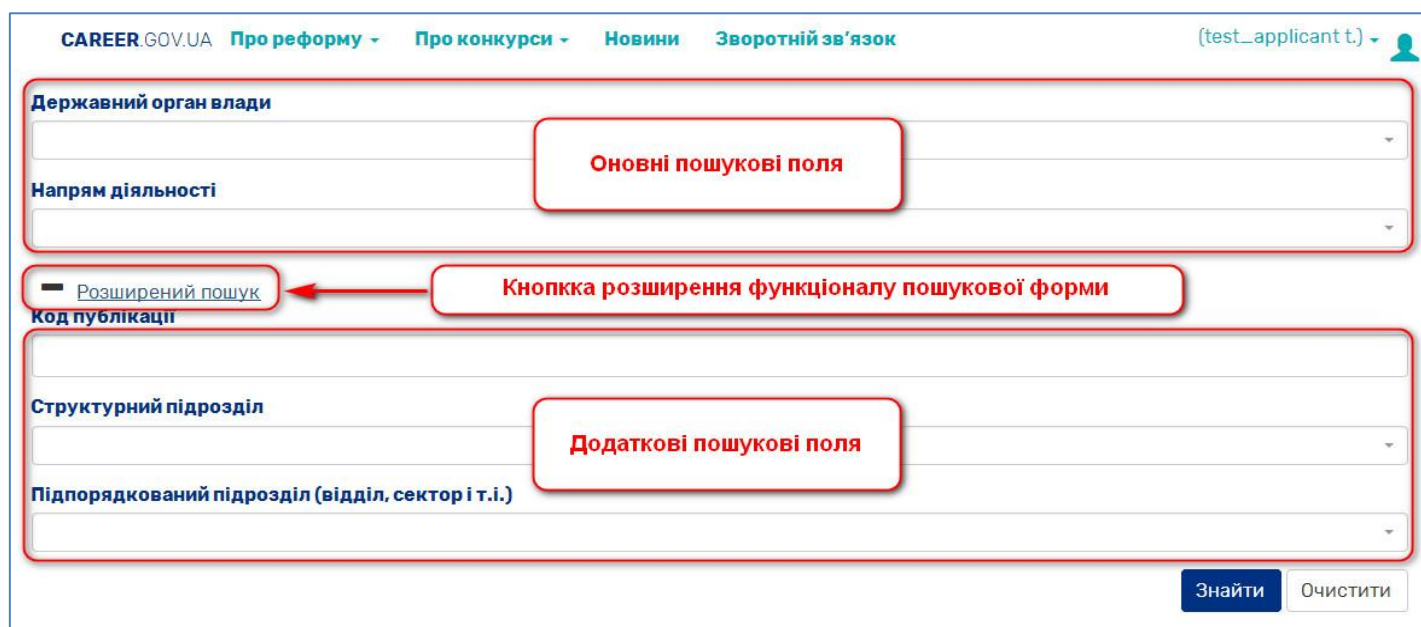 CAREER.GOV.UA Про реформу Про конкурси Новини Зворотній зв’язок (test_applicant t.)
Державний орган влади
Оновні пошукові поля
Напрям діяльності
Розширений пошук
Кнопкка розширення функціоналу пошукової форми
Код публікації
Структурний підрозділ
Додаткові пошукові поля
Підпорядкований підрозділ (відділ, сектор і т.і.)
Знайти Очистити